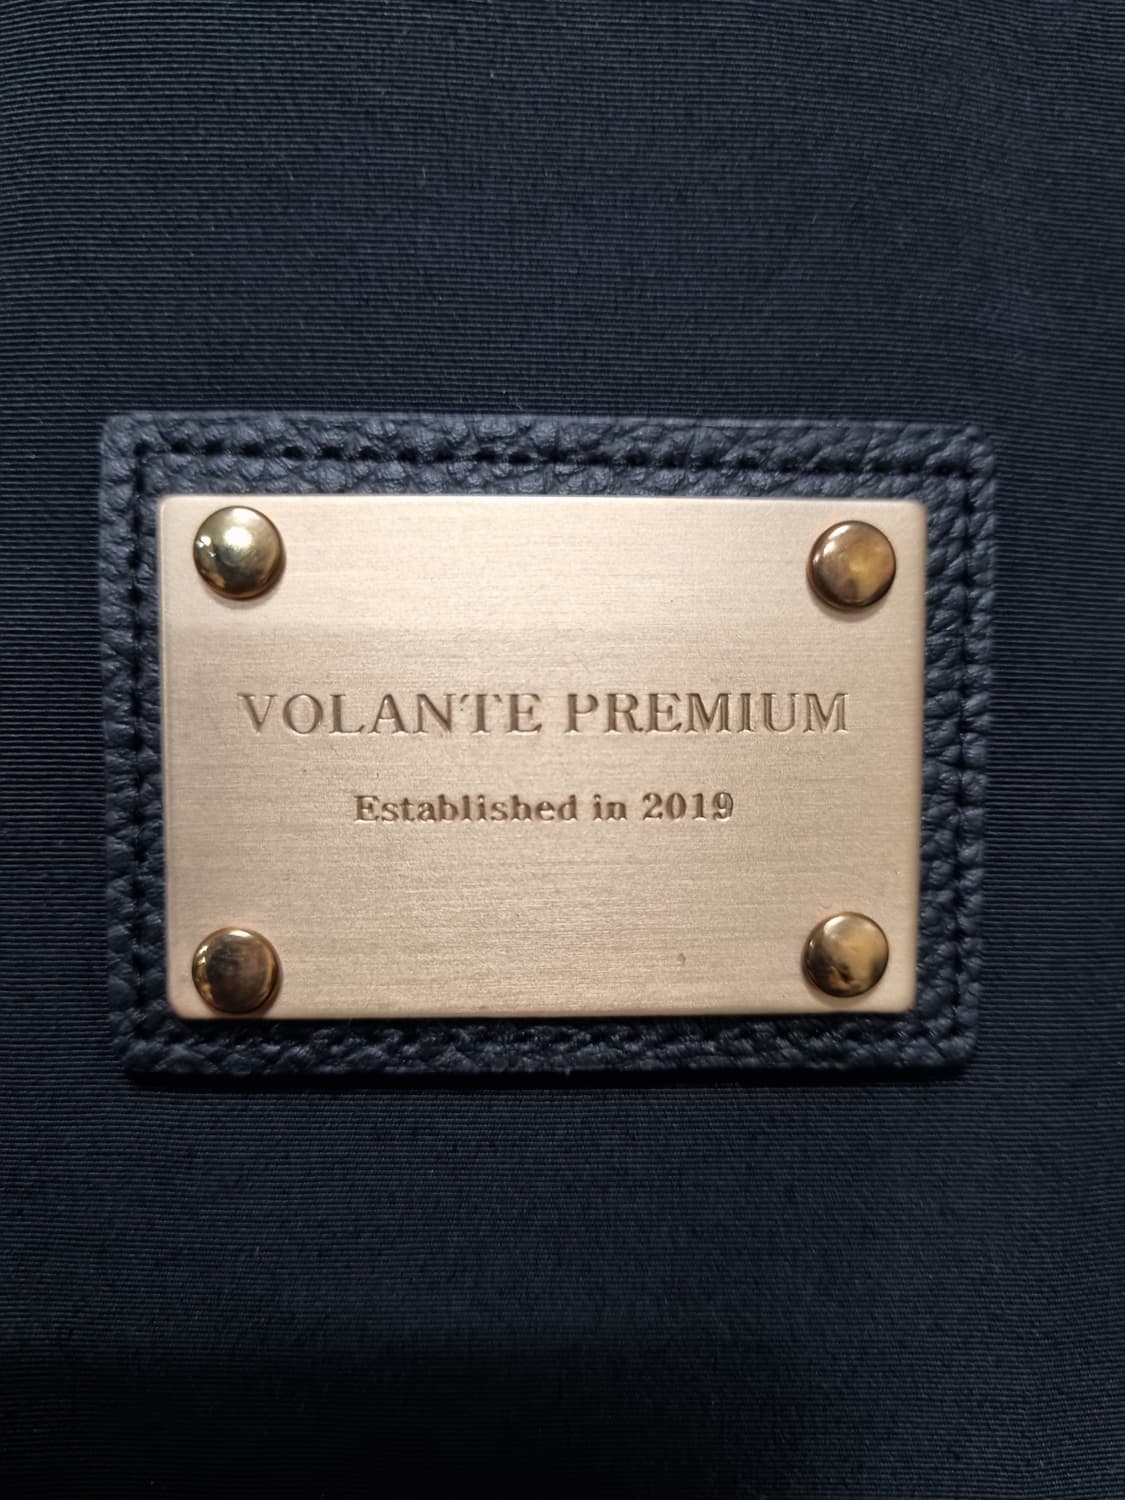 VOLANTE PREMIUM
Established in 2019